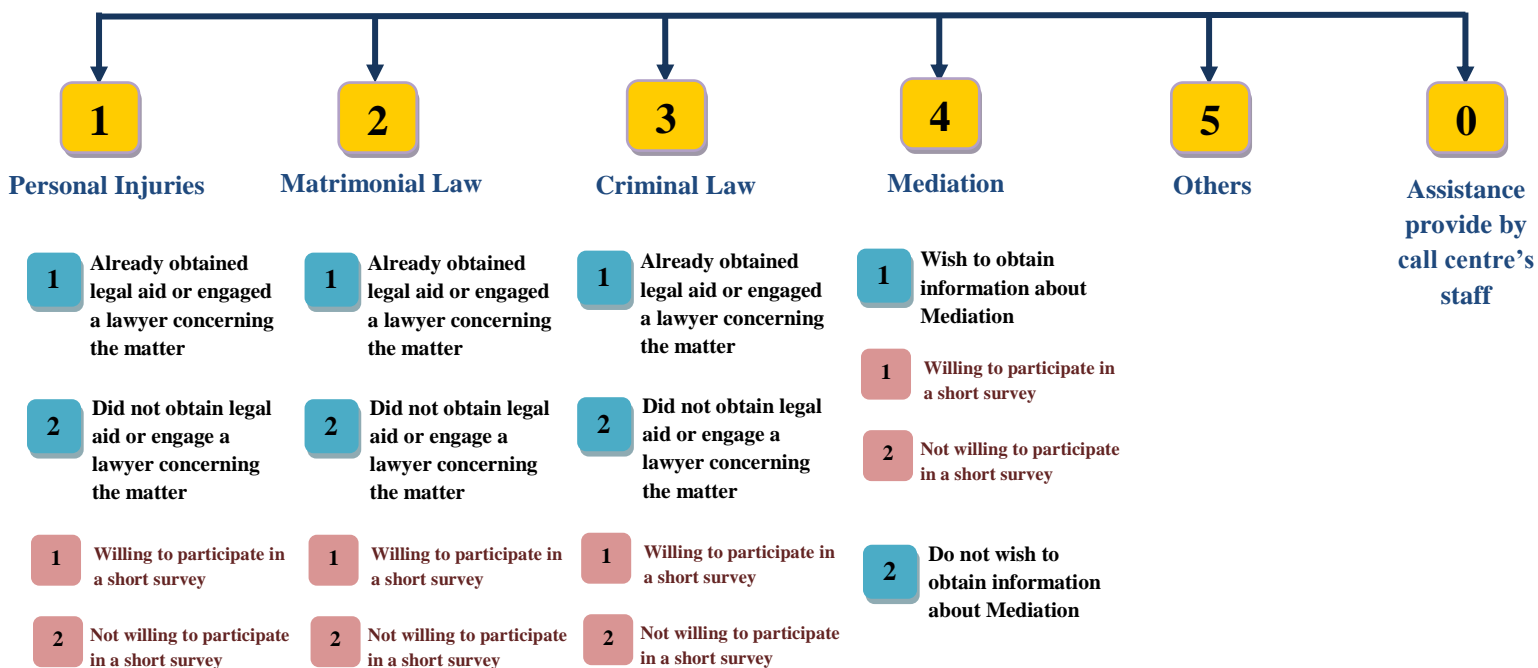 1
Personal Injuries
1
Already obtained
legal aid or engaged
a lawyer concerning
the matter
2
Did not obtain legal
aid or engage a
lawyer concerning
the matter
1
Willing to participate in
a short survey
2
Not willing to participate
in a short survey
2
Matrimonial Law
1
Already obtained
legal aid or engaged
a lawyer concerning
the matter
2
Did not obtain legal
aid or engage a
lawyer concerning
the matter
1
Willing to participate in
a short survey
2
Not willing to participate
in a short survey
3
Criminal Law
1
Already obtained
legal aid or engaged
a lawyer concerning
the matter
2
Did not obtain legal
aid or engage a
lawyer concerning
the matter
1
Willing to participate in
a short survey
2
Not willing to participate
in a short survey
4
Mediation
1
Wish to obtain
information about
Mediation
1
Willing to participate in
a short survey
2
Not willing to participate
in a short survey
2
Do not wish to
obtain information
about Mediation
5
Others
0
Assistance
provide by
call centre’s
staff